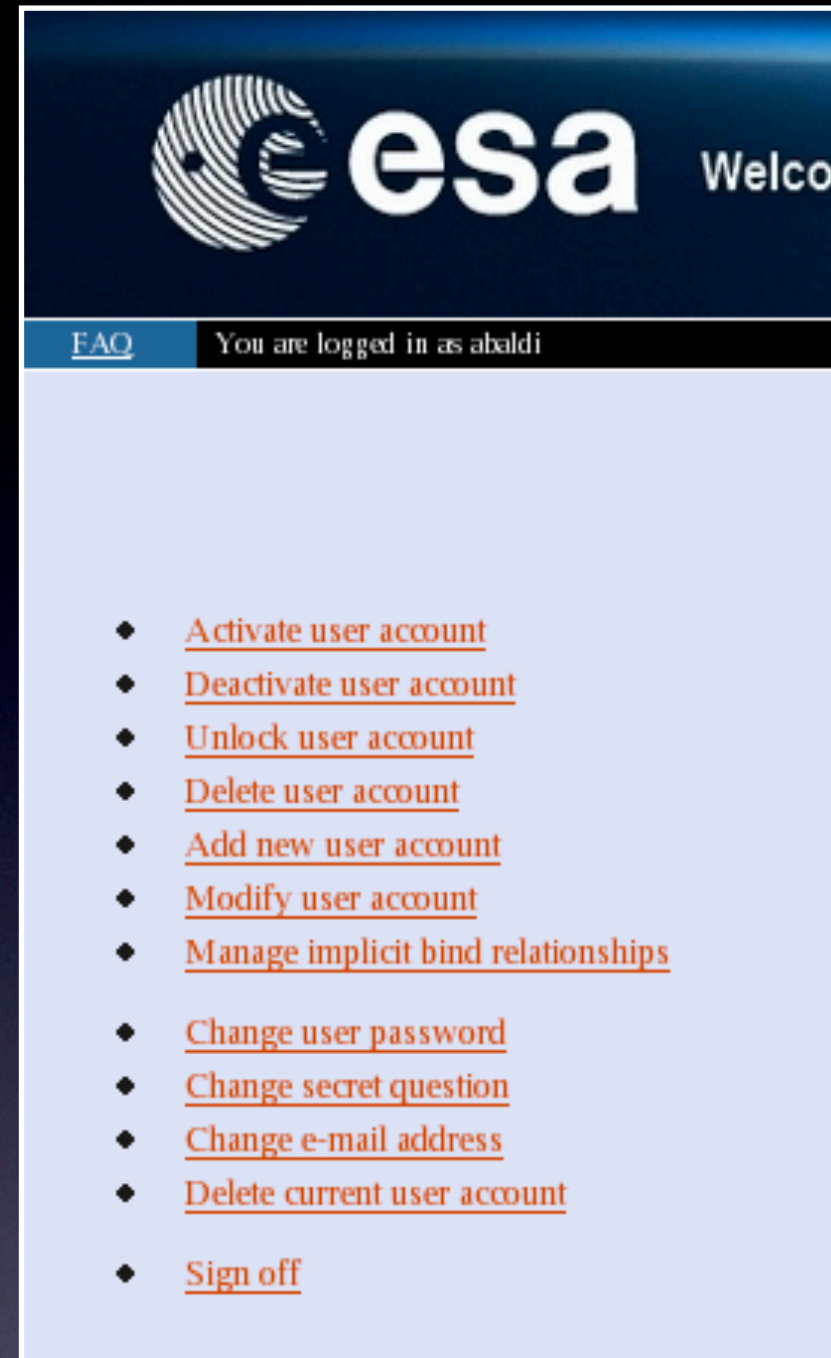 esa Welco
FAQ You are logged in as abaldi
Activate user account
Deactivate user account
Unlock user account
Delete user account
Add new user account
Modify user account
Manage implicit bind relationships
Change user password
Change secret question
Change e-mail address
Delete current user account
Sign off